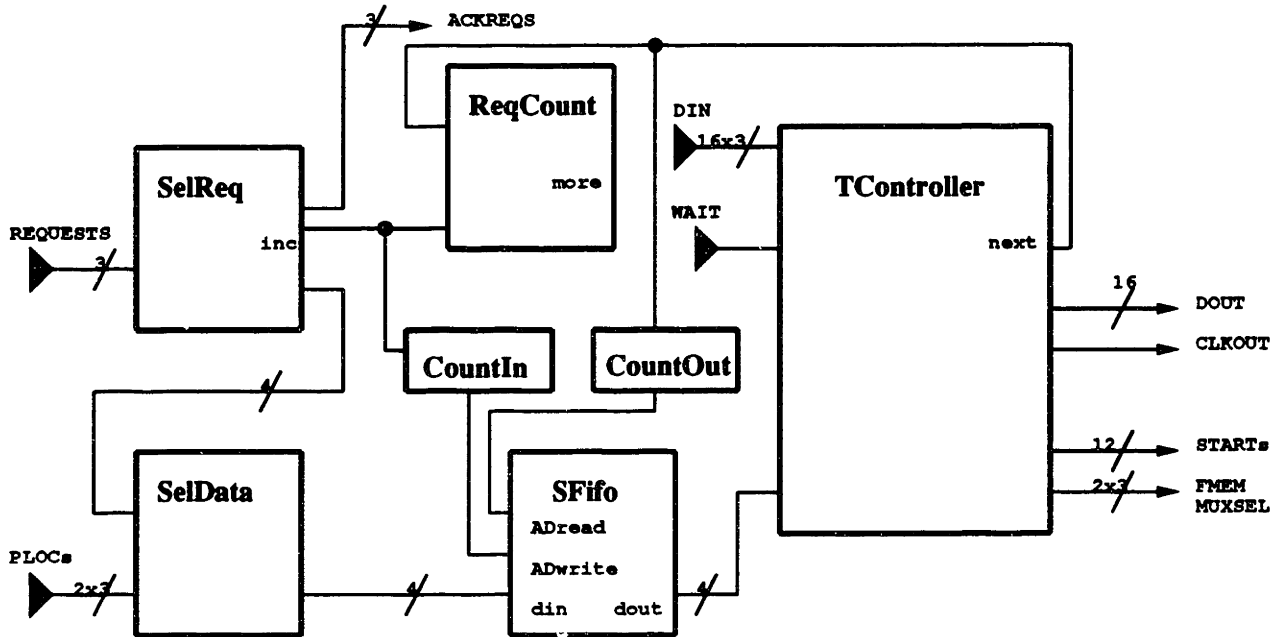 3
ACKREQS
ReqCount
more
DIN
16x3
TController
SelReq
WAIT
REQUESTS
3
inc
next
16
DOUT
CLKOUT
CountIn
CountOut
4
12
STARTs
SelData
SFifo
2x3
FMEM
MUXSEL
ADread
PLOCs
ADwrite
2x3
4
din
dout
4